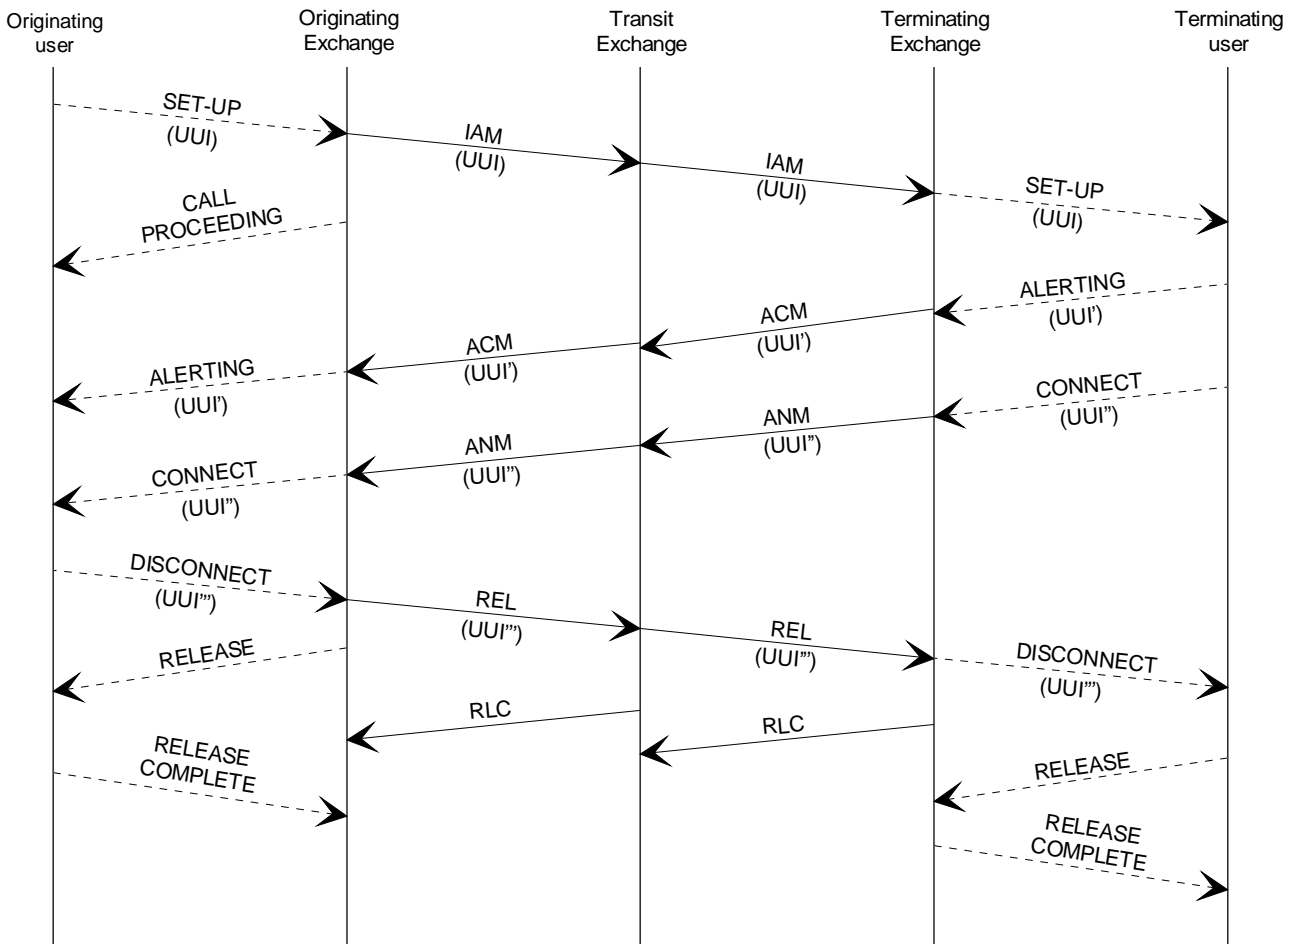 Originating
user
Originating
Exchange
Transit
Exchange
Terminating
Exchange
Terminating
user
SET-UP
(UUI)
IAM
(UUI)
IAM
(UUI)
SET-UP
(UUI)
CALL
PROCEEDING
ALERTING
(UUI')
ACM
(UUI')
ACM
(UUI')
ALERTING
(UUI')
CONNECT
(UUI'')
ANM
(UUI'')
ANM
(UUI'')
CONNECT
(UUI'')
DISCONNECT
(UUI''')
REL
(UUI''')
REL
(UUI''')
DISCONNECT
(UUI''')
RELEASE
RLC
RLC
RELEASE
COMPLETE
RELEASE
RELEASE
COMPLETE